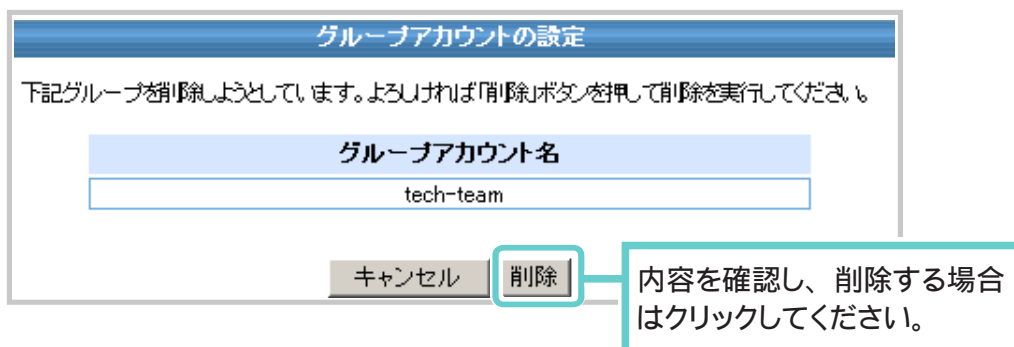 グループアカウントの設定
下記グループを削除しようとしています。よろしければ「削除」ボタンを押して削除を実行してください。
グループアカウント名
tech-team
キャンセル 削除
内容を確認し、削除する場合
はクリックしてください。